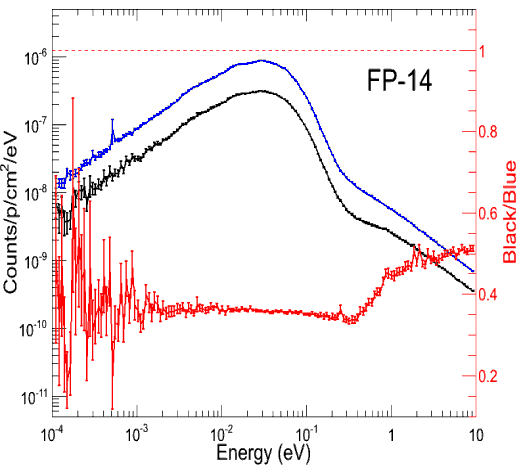 FP-14
Counts/p/cm²/eV
10⁻⁶
10⁻⁷
10⁻⁸
10⁻⁹
10⁻¹⁰
10⁻¹¹
10⁻⁴ 10⁻³ 10⁻² 10⁻¹ 1 10
Energy (eV)
1
0.8
0.6
0.4
0.2
Black/Blue